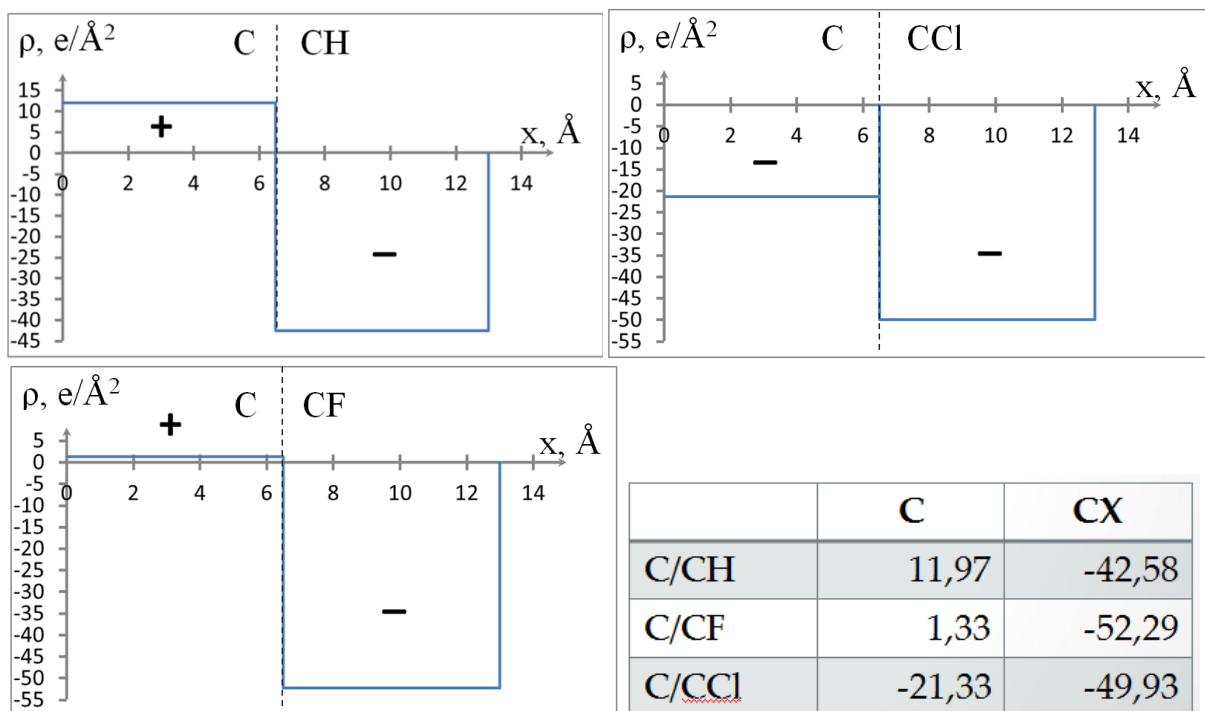 ρ, e/Å²
C
CH
15
10
5
0
-5
-10
-15
-20
-25
-30
-35
-40
-45
0 2 4 6 8 10 12 14
x, Å
+
−
ρ, e/Å²
C
CCl
5
0
-5
-10
-15
-20
-25
-30
-35
-40
-45
-50
-55
0 2 4 6 8 10 12 14
x, Å
−
−
ρ, e/Å²
C
CF
5
0
-5
-10
-15
-20
-25
-30
-35
-40
-45
-50
-55
0 2 4 6 8 10 12 14
x, Å
+
−
C CX
C/CH 11,97 -42,58
C/CF 1,33 -52,29
C/CCl -21,33 -49,93